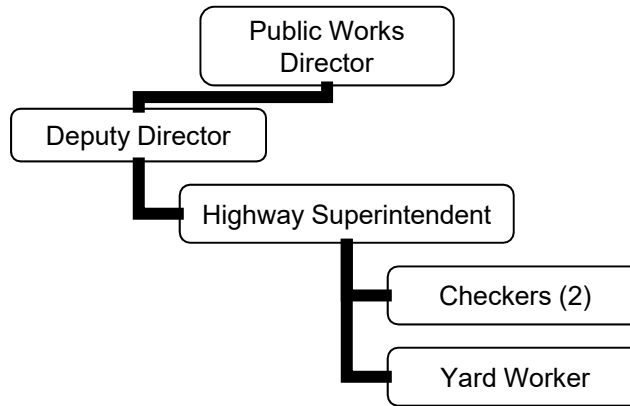 Public Works
Director
Deputy Director
Highway Superintendent
Checkers (2)
Yard Worker